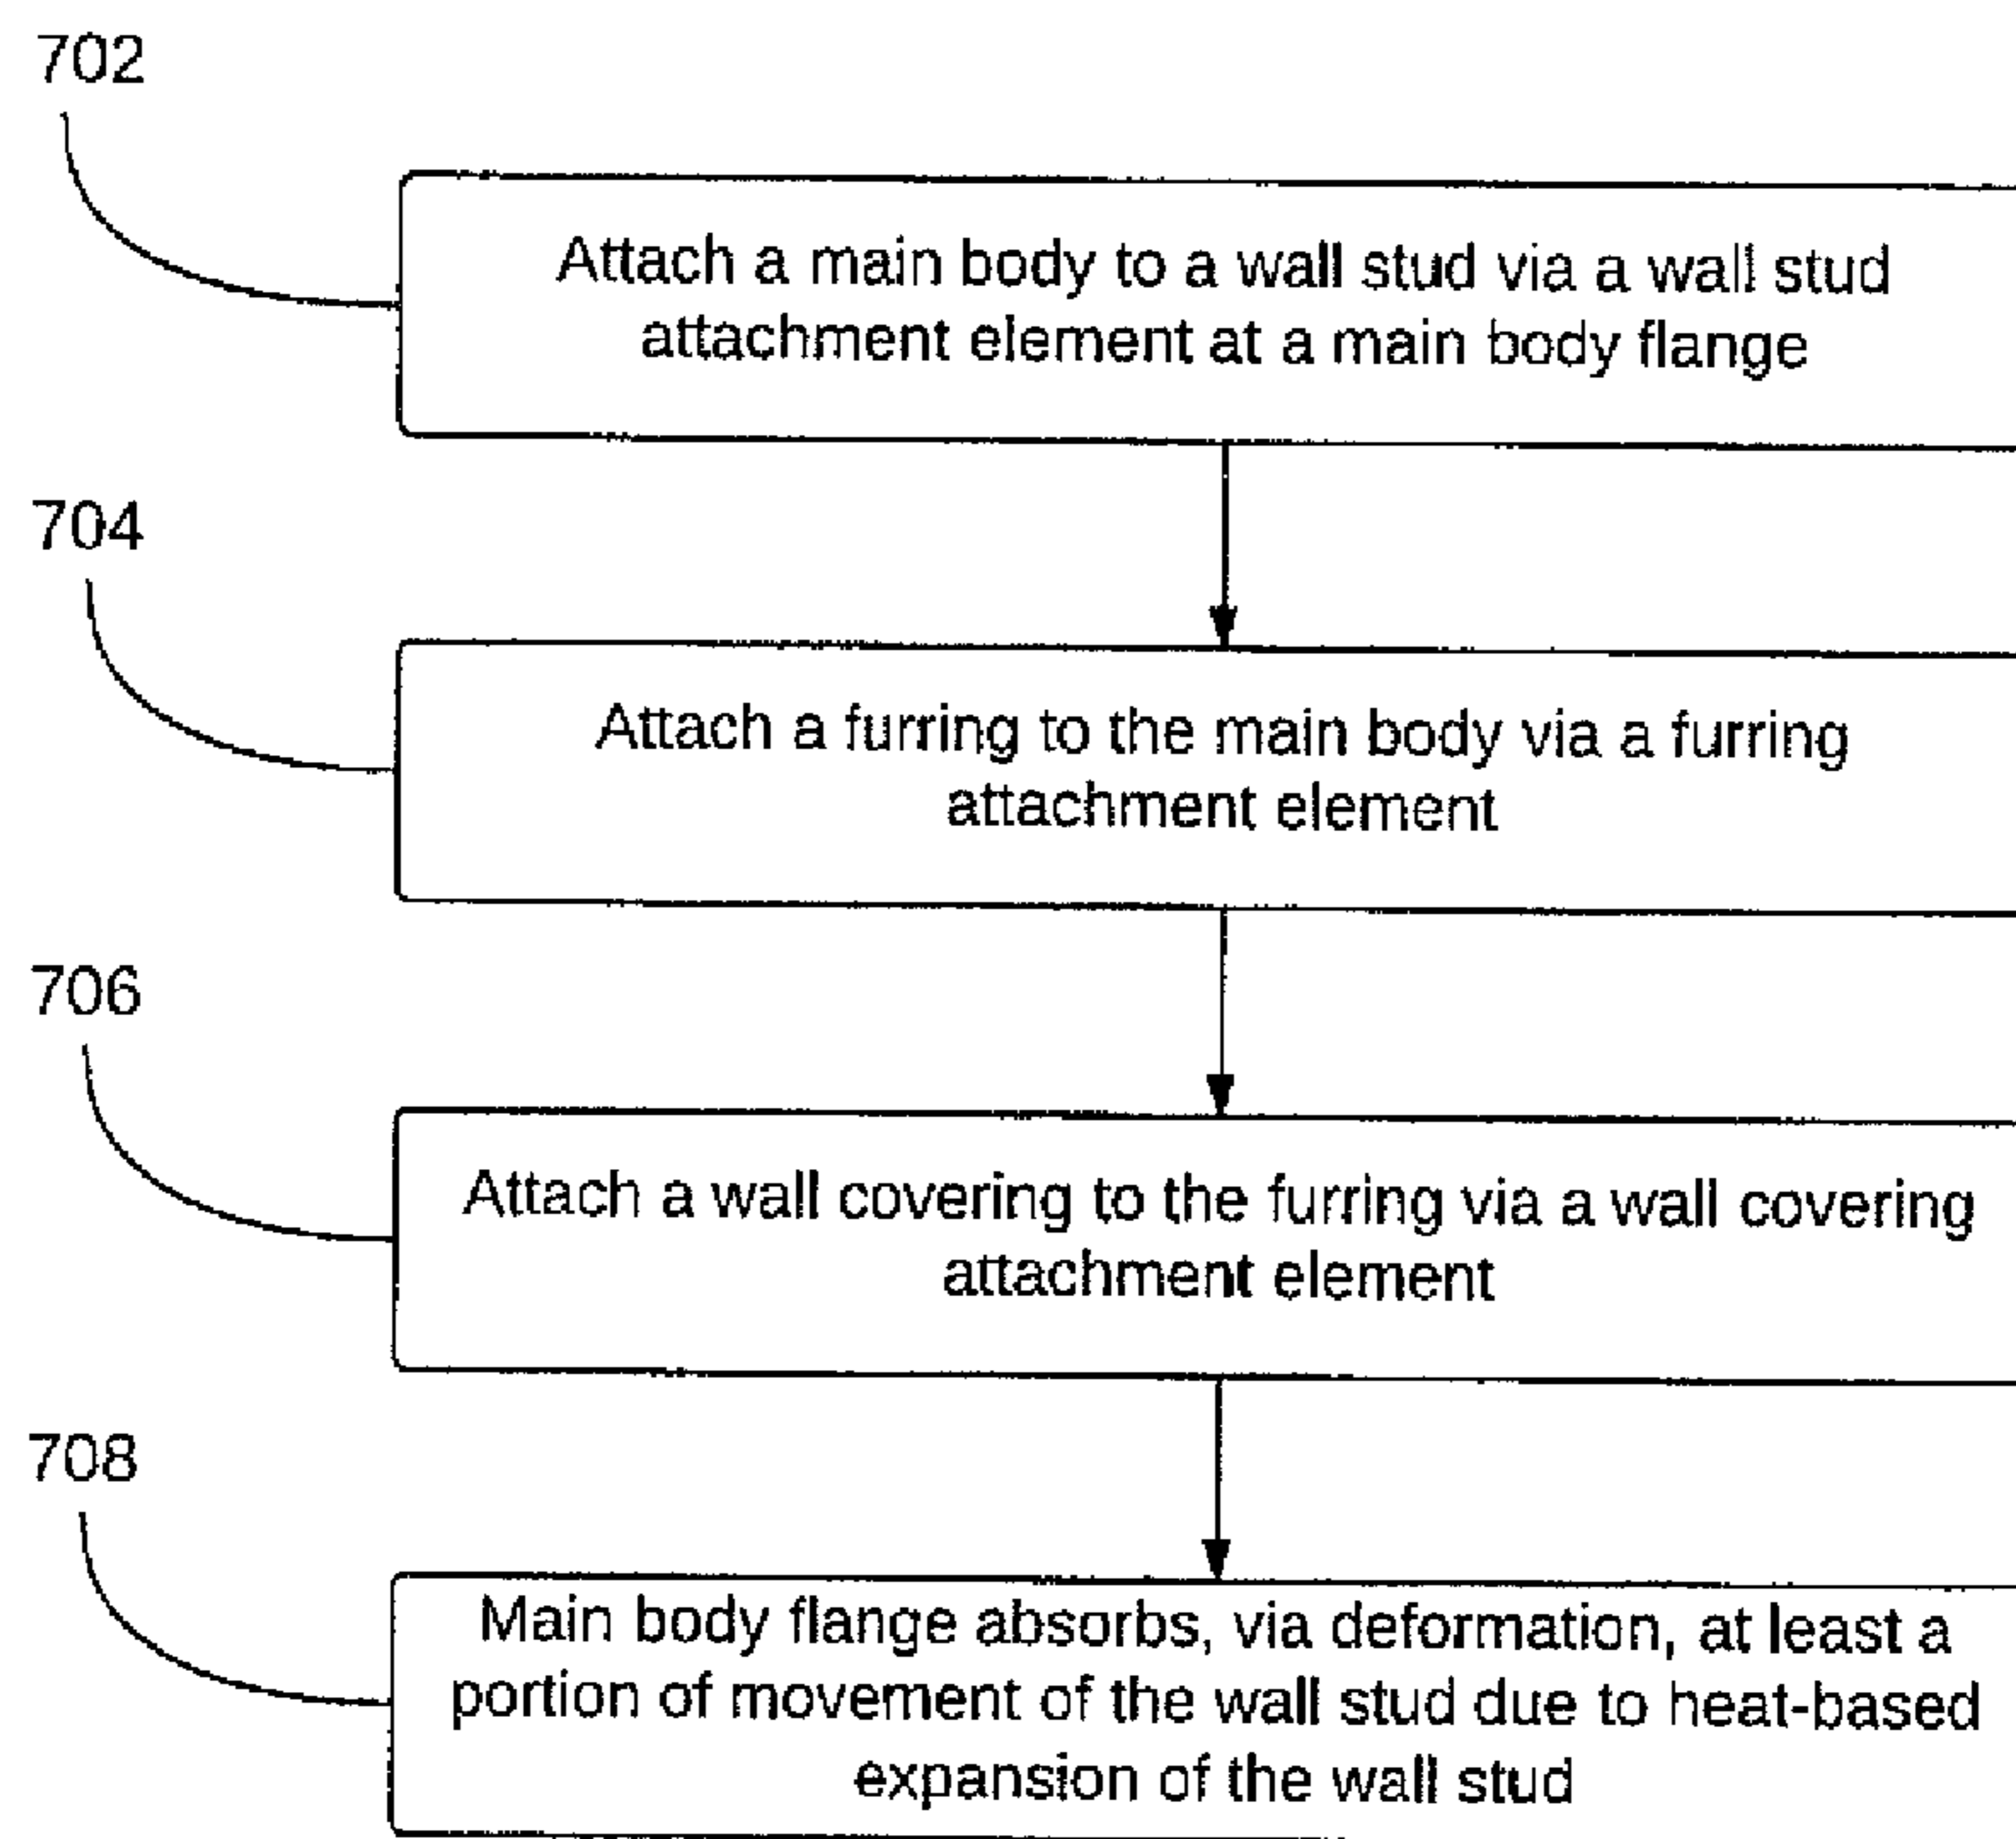 702
Attach a main body to a wall stud via a wall stud
attachment element at a main body flange
704
Attach a furring to the main body via a furring
attachment element
706
Attach a wall covering to the furring via a wall covering
attachment element
708
Main body flange absorbs, via deformation, at least a
portion of movement of the wall stud due to heat-based
expansion of the wall stud